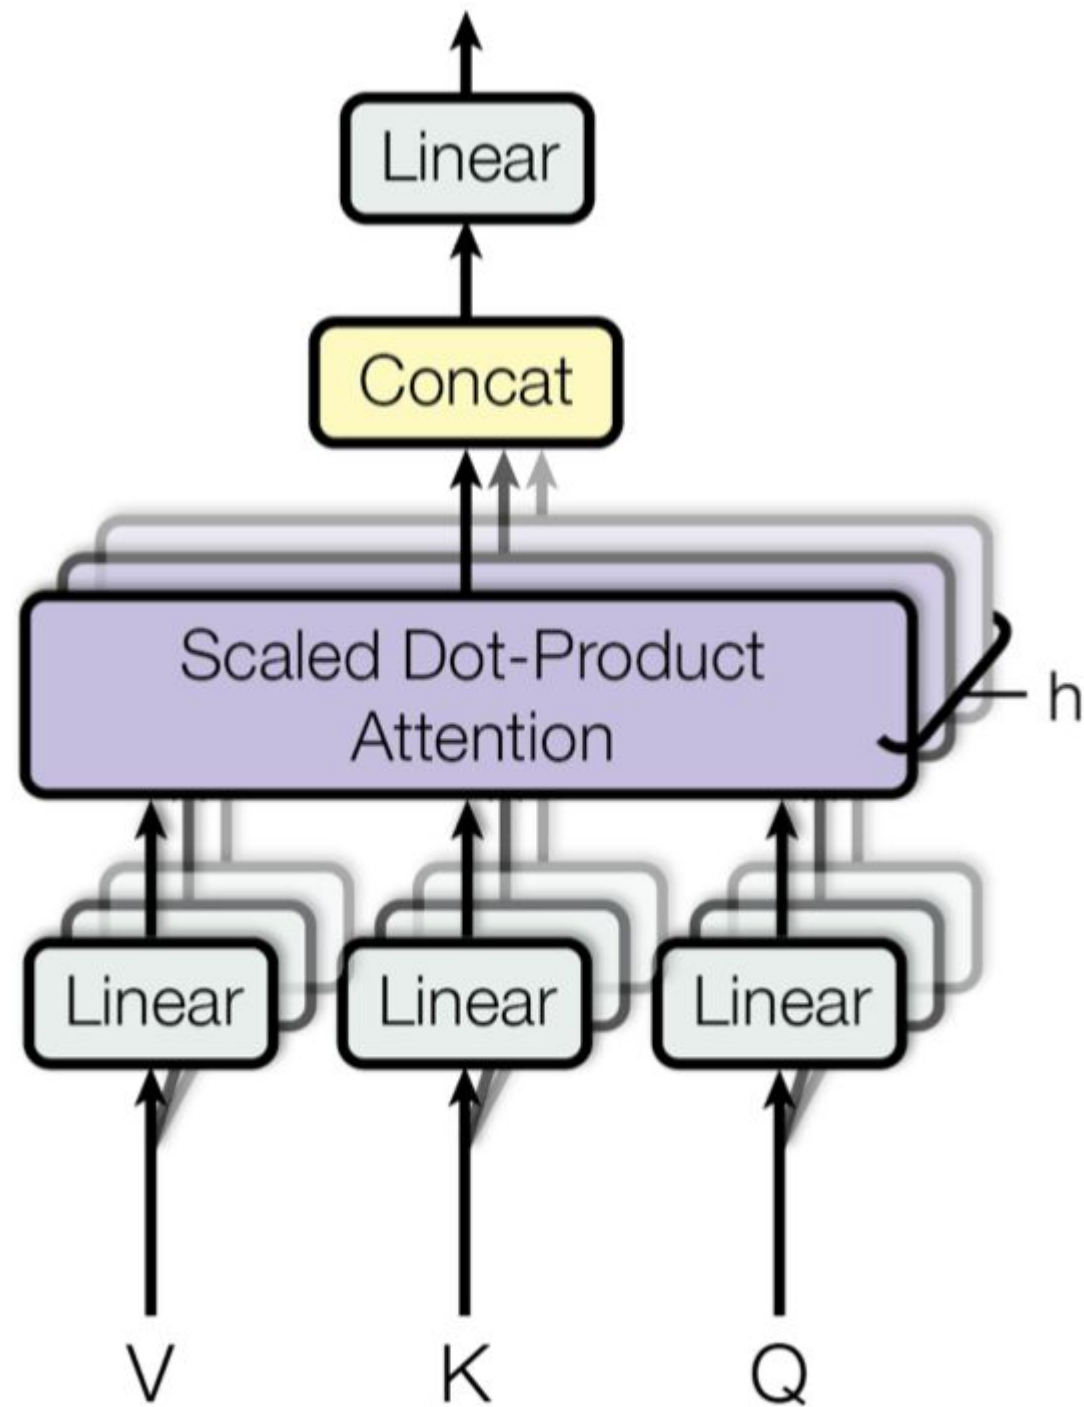 Linear
Concat
Scaled Dot-Product
Attention
h
Linear
Linear
Linear
V
K
Q